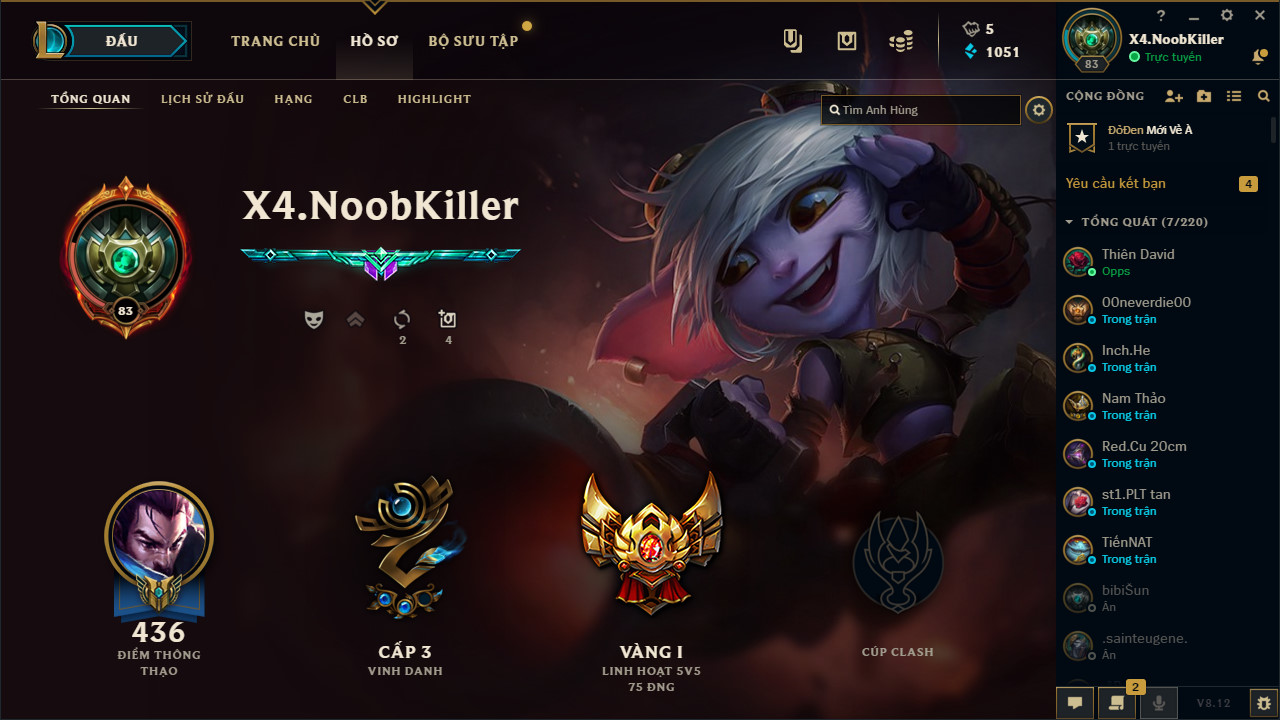 ĐẤU
TRANG CHỦ
HỒ SƠ
BỘ SƯU TẬP
5
1051
TỔNG QUAN
LỊCH SỬ ĐẤU
HẠNG
CLB
HIGHLIGHT
Tìm Anh Hùng
X4.NoobKiller
83
2
4
436
ĐIỂM THÔNG
THẠO
CẤP 3
VINH DANH
VÀNG I
LINH HOẠT 5V5
75 ĐNG
CÚP CLASH
?
X4.NoobKiller
Trực tuyến
83
CỘNG ĐỒNG
ĐỏĐen Mới Vè À
1 trực tuyến
Yêu cầu kết bạn
4
TỔNG QUÁT (7/220)
Thiên David
Opps
00neverdie00
Trong trận
Inch.He
Trong trận
Nam Thảo
Trong trận
Red.Cu 20cm
Trong trận
st1.PLT tan
Trong trận
TiếnNAT
Trong trận
bibiŠun
Ẩn
.sainteugene.
Ẩn
2
V8.12